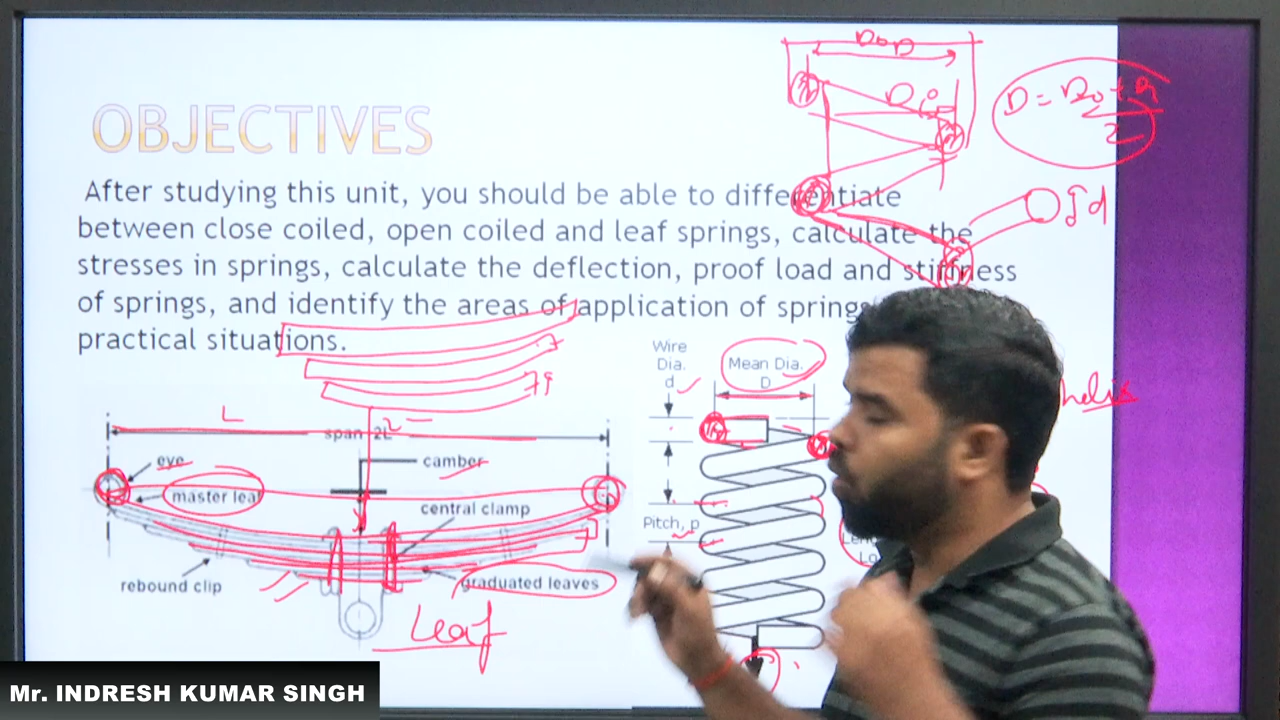 OBJECTIVES
After studying this unit, you should be able to differentiate
between close coiled, open coiled and leaf springs, calculate the
stresses in springs, calculate the deflection, proof load and stiffness
of springs, and identify the areas of application of springs
practical situations.
D = Do + Di
2
d
D
Di
L
span 2L
eye
camber
master leaf
central clamp
rebound clip
graduated leaves
Leaf
Wire
Dia.
d
Mean Dia.
D
Pitch, p
helix
Lo
Mr. INDRESH KUMAR SINGH